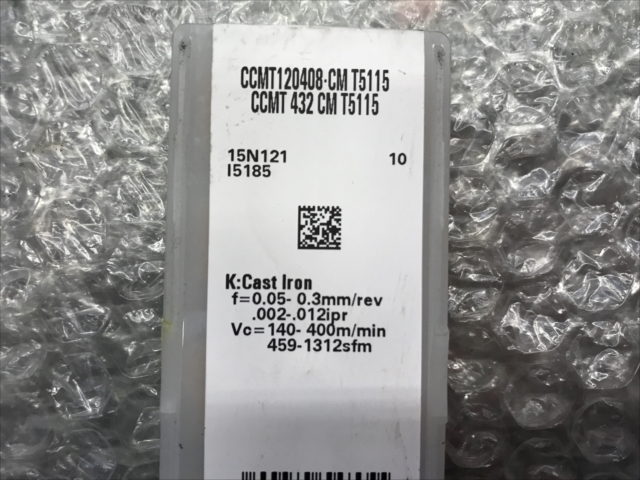 CCMT120408-CM T5115
CCMT 432 CM T5115
15N121 10
I5185
K:Cast Iron
f=0.05- 0.3mm/rev
.002-.012ipr
Vc=140- 400m/min
459-1312sfm